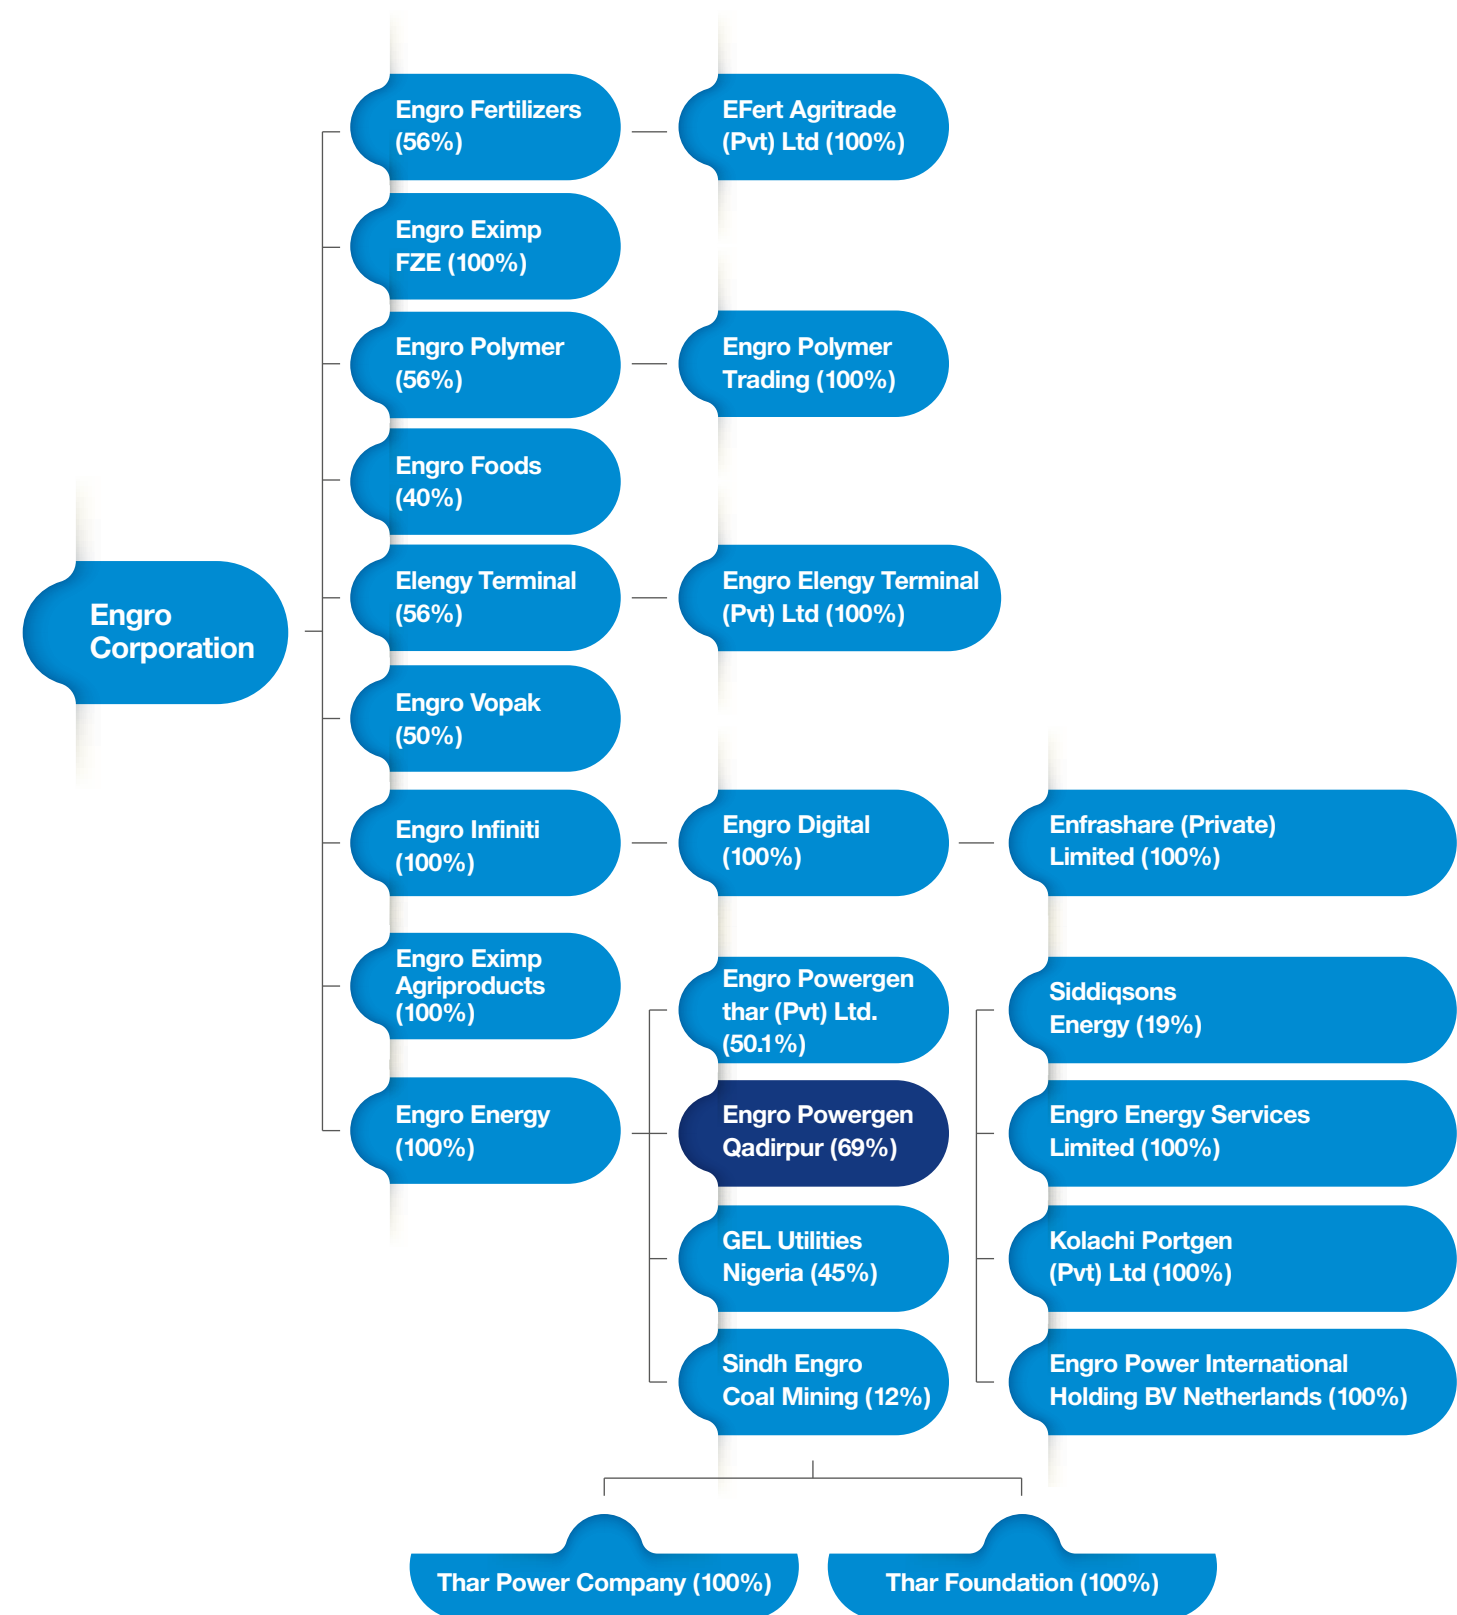 Engro
Corporation
Engro Fertilizers
(56%)
EFert Agritrade
(Pvt) Ltd (100%)
Engro Eximp
FZE (100%)
Engro Polymer
(56%)
Engro Polymer
Trading (100%)
Engro Foods
(40%)
Elengy Terminal
(56%)
Engro Elengy Terminal
(Pvt) Ltd (100%)
Engro Vopak
(50%)
Engro Infiniti
(100%)
Engro Digital
(100%)
Enfrashare (Private)
Limited (100%)
Engro Eximp
Agriproducts
(100%)
Engro Energy
(100%)
Engro Powergen
thar (Pvt) Ltd.
(50.1%)
Engro Powergen
Qadirpur (69%)
GEL Utilities
Nigeria (45%)
Sindh Engro
Coal Mining (12%)
Siddiqsons
Energy (19%)
Engro Energy Services
Limited (100%)
Kolachi Portgen
(Pvt) Ltd (100%)
Engro Power International
Holding BV Netherlands (100%)
Thar Power Company (100%)
Thar Foundation (100%)